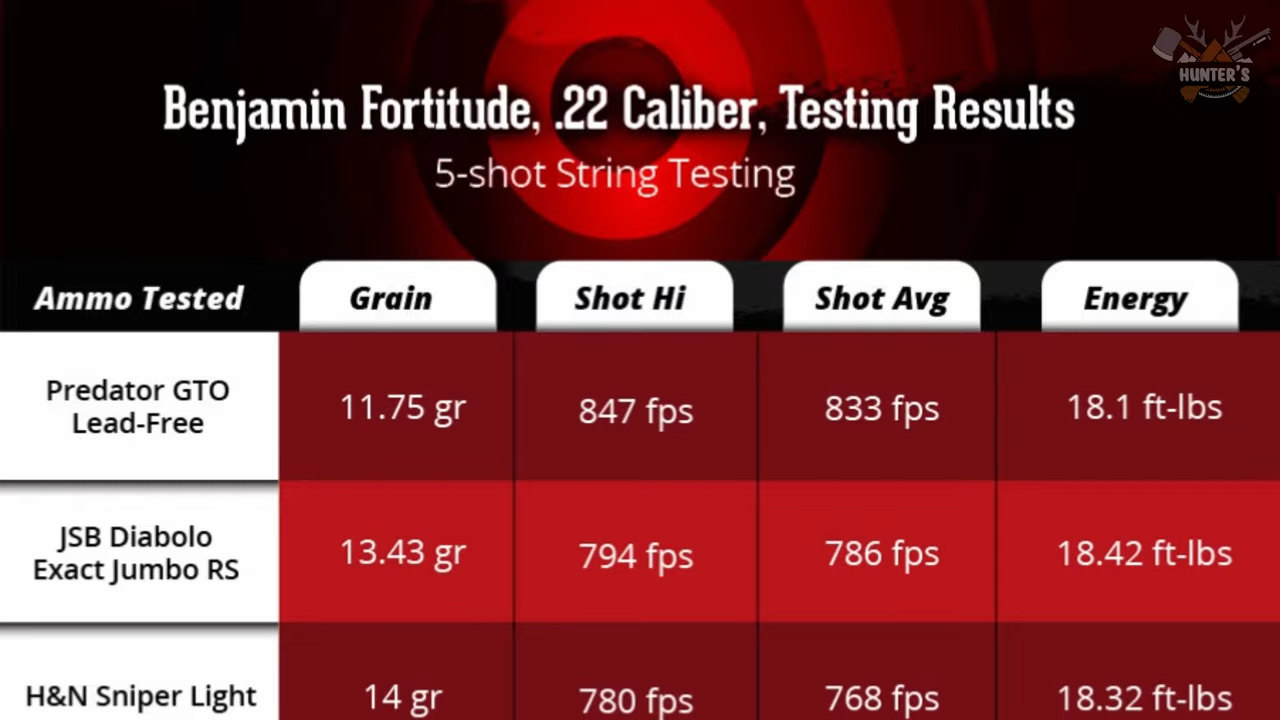 HUNTER'S
Benjamin Fortitude, .22 Caliber, Testing Results
5-shot String Testing
Ammo Tested Grain Shot Hi Shot Avg Energy
Predator GTO
Lead-Free
11.75 gr 847 fps 833 fps 18.1 ft-lbs
JSB Diabolo
Exact Jumbo RS
13.43 gr 794 fps 786 fps 18.42 ft-lbs
H&N Sniper Light 14 gr 780 fps 768 fps 18.32 ft-lbs